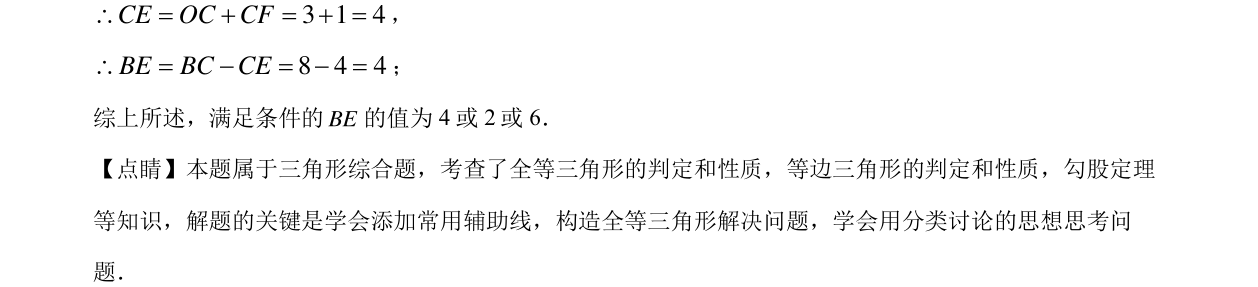 ∴CE=OC+CF=3+1=4，
∴BE=BC−CE=8−4=4；
综上所述，满足条件的BE的值为4或2或6．
【点睛】本题属于三角形综合题，考查了全等三角形的判定和性质，等边三角形的判定和性质，勾股定理
等知识，解题的关键是学会添加常用辅助线，构造全等三角形解决问题，学会用分类讨论的思想思考问
题．